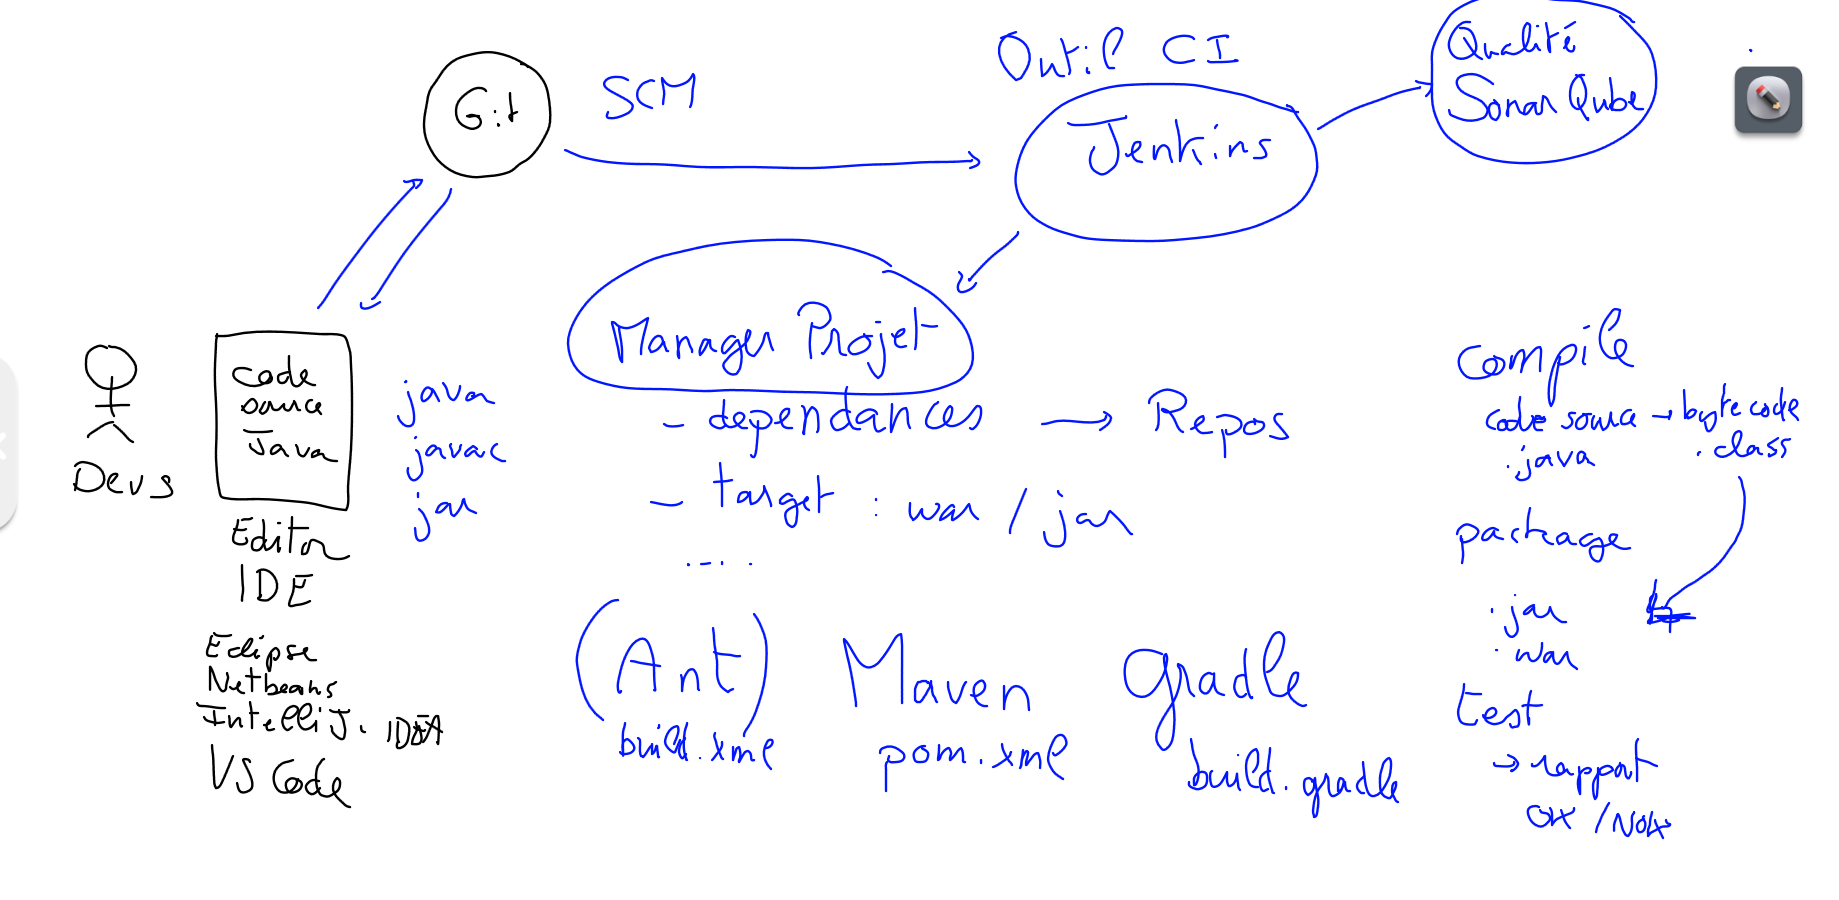 Git
SCM
Outil CI
Jenkins
Qualité
Sonar Qube
Devs
code
source
Java
Editor
IDE
Eclipse
Netbeans
IntelliJ. IDEA
VS Code
java
javac
jar
Manager Projet
- dependances → Repos
- target : war / jar
....
(Ant) Maven gradle
build.xml pom.xml build.gradle
compile
code source → bytecode
.java .class
package
.jar
.war
test
→ rapport
OK / NOK